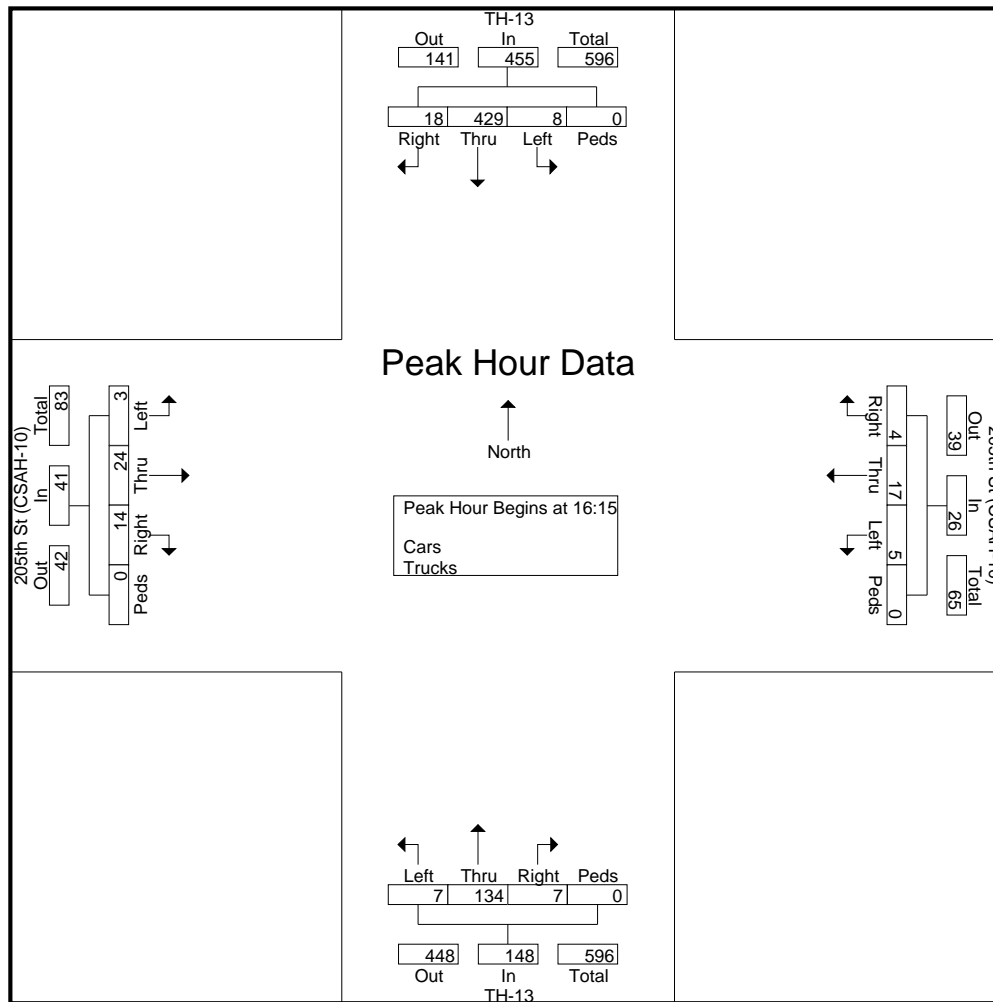 TH-13
Out In Total
141 455 596
18 429 8 0
Right Thru Left Peds
Peak Hour Data
North
Peak Hour Begins at 16:15
Cars
Trucks
205th St (CSAH-10)
Total In Out
83 41 42
3 24 14 0
Left Thru Right Peds
Out In Total
39 26 65
4 17 5 0
Right Thru Left Peds
Left Thru Right Peds
7 134 7 0
448 148 596
Out In Total
TH-13